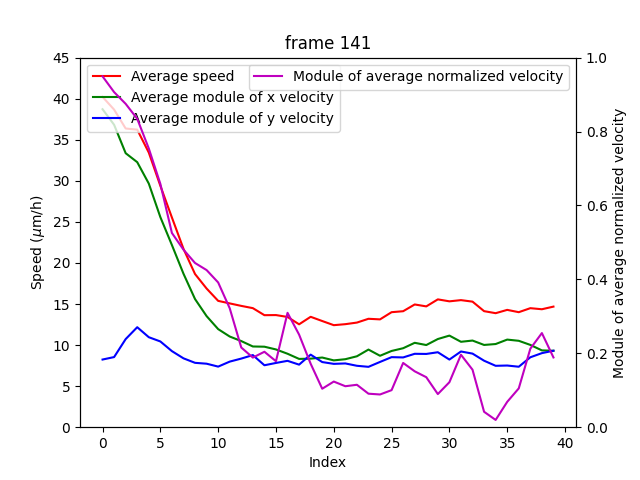 frame 141
Average speed
Average module of x velocity
Average module of y velocity
Module of average normalized velocity
Speed (μm/h)
45
40
35
30
25
20
15
10
5
0
1.0
0.8
0.6
0.4
0.2
0.0
Module of average normalized velocity
0 5 10 15 20 25 30 35 40
Index